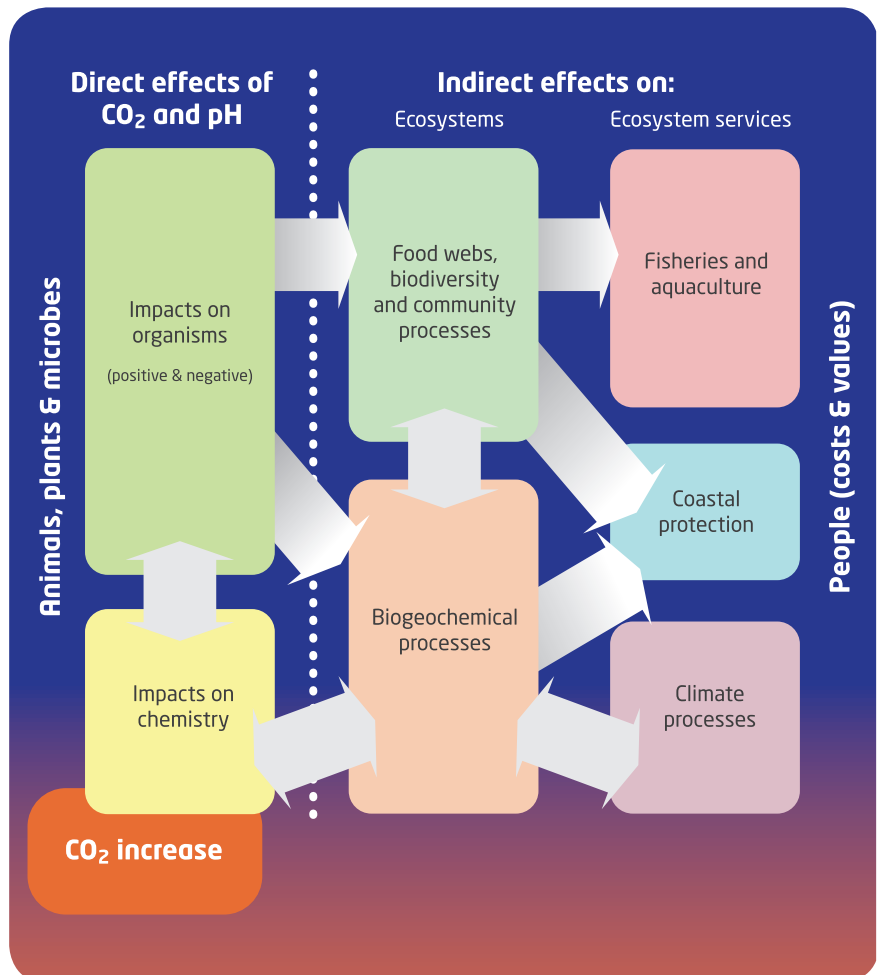 Direct effects of
CO₂ and pH
Indirect effects on:
Ecosystems
Ecosystem services
Animals, plants & microbes
Impacts on
organisms
(positive & negative)
Food webs,
biodiversity
and community
processes
Fisheries and
aquaculture
People (costs & values)
Coastal
protection
Biogeochemical
processes
Impacts on
chemistry
Climate
processes
CO₂ increase